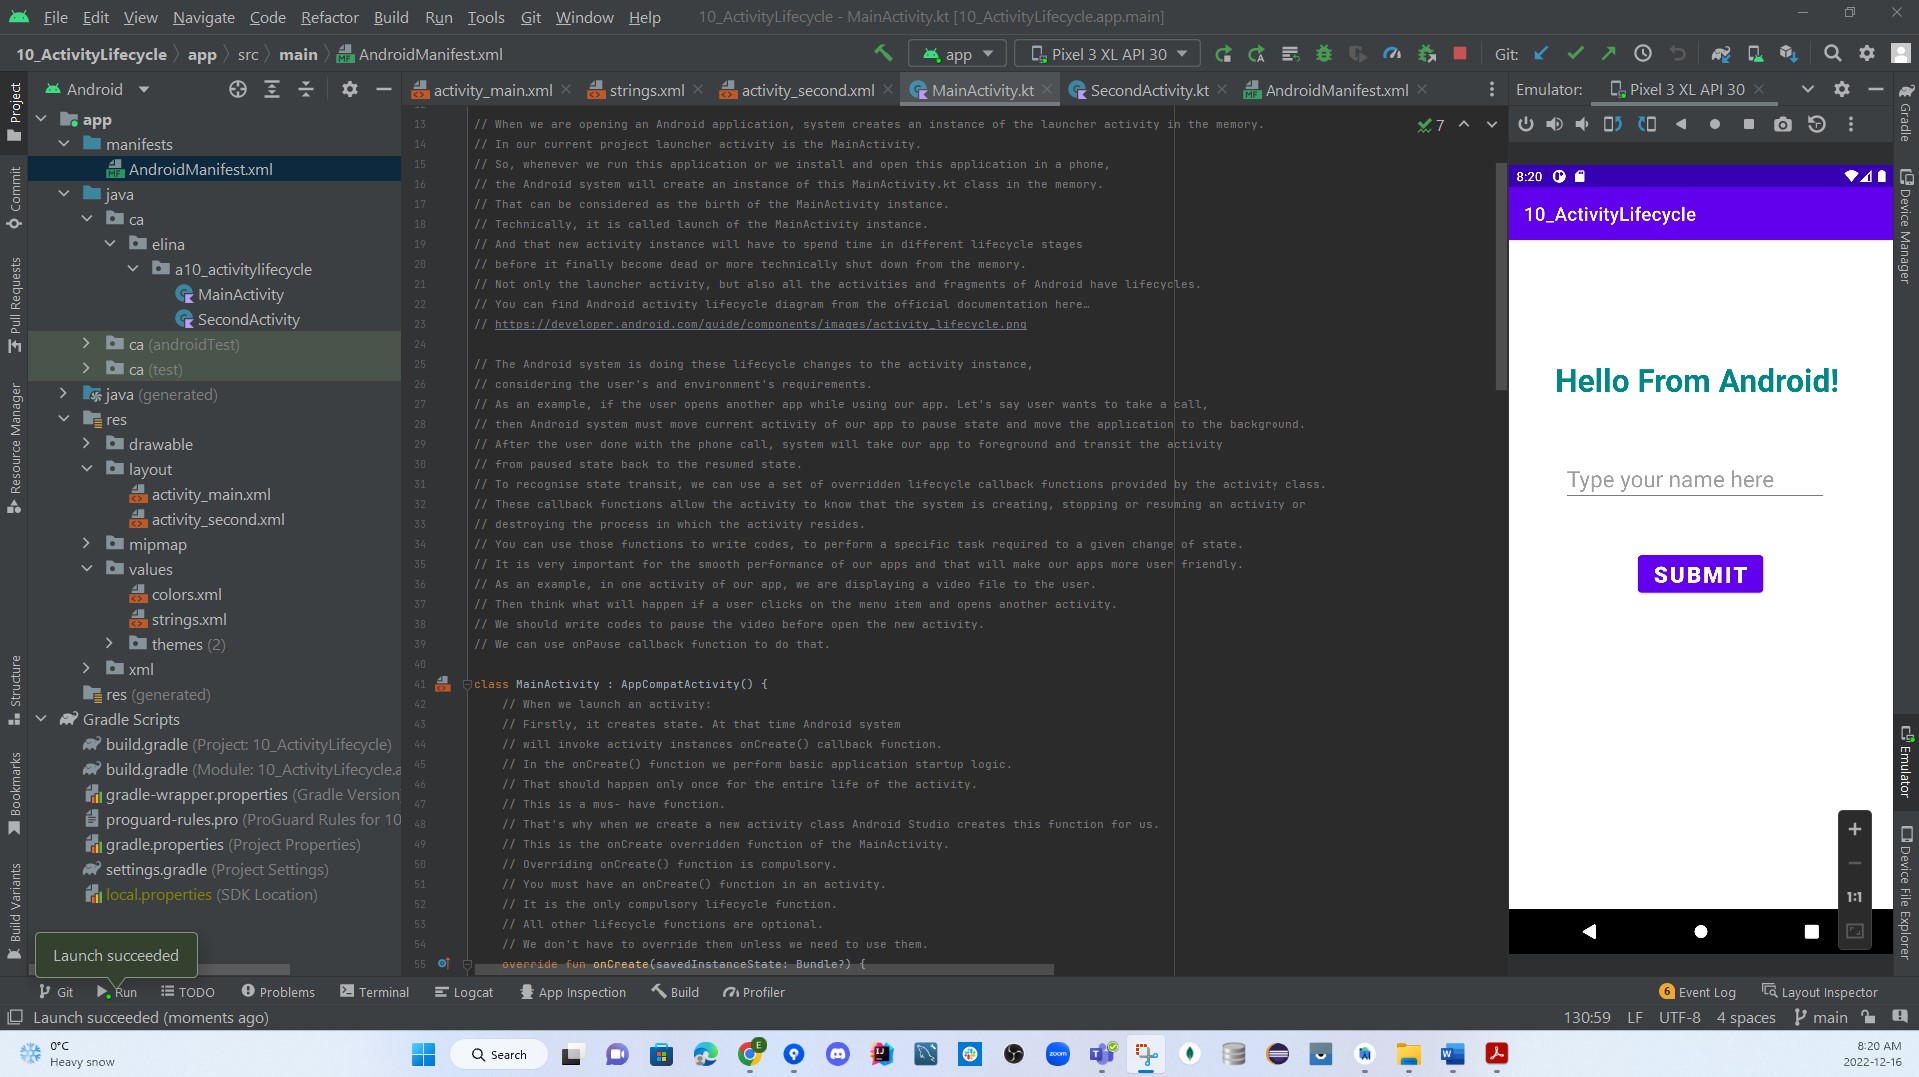 File Edit View Navigate Code Refactor Build Run Tools Git Window Help 10_ActivityLifecycle - MainActivity.kt [10_ActivityLifecycle.app.main]
10_ActivityLifecycle app src main AndroidManifest.xml app Pixel 3 XL API 30 Git:
Android activity_main.xml strings.xml activity_second.xml MainActivity.kt SecondActivity.kt AndroidManifest.xml Emulator: Pixel 3 XL API 30
Project
Commit
Pull Requests
Resource Manager
Structure
Bookmarks
Build Variants
app
manifests
AndroidManifest.xml
java
ca
elina
a10_activitylifecycle
MainActivity
SecondActivity
ca (androidTest)
ca (test)
java (generated)
res
drawable
layout
activity_main.xml
activity_second.xml
mipmap
values
colors.xml
strings.xml
themes (2)
xml
res (generated)
Gradle Scripts
build.gradle (Project: 10_ActivityLifecycle)
build.gradle (Module: 10_ActivityLifecycle.a
gradle-wrapper.properties (Gradle Version
proguard-rules.pro (ProGuard Rules for 10
gradle.properties (Project Properties)
settings.gradle (Project Settings)
local.properties (SDK Location)
Launch succeeded
7
13 // When we are opening an Android application, system creates an instance of the launcher activity in the memory.
14 // In our current project launcher activity is the MainActivity.
15 // So, whenever we run this application or we install and open this application in a phone,
16 // the Android system will create an instance of this MainActivity.kt class in the memory.
17 // That can be considered as the birth of the MainActivity instance.
18 // Technically, it is called launch of the MainActivity instance.
19 // And that new activity instance will have to spend time in different lifecycle stages
20 // before it finally become dead or more technically shut down from the memory.
21 // Not only the launcher activity, but also all the activities and fragments of Android have lifecycles.
22 // You can find Android activity lifecycle diagram from the official documentation here…
23 // https://developer.android.com/guide/components/images/activity_lifecycle.png
24
25 // The Android system is doing these lifecycle changes to the activity instance,
26 // considering the user's and environment's requirements.
27 // As an example, if the user opens another app while using our app. Let's say user wants to take a call,
28 // then Android system must move current activity of our app to pause state and move the application to the background.
29 // After the user done with the phone call, system will take our app to foreground and transit the activity
30 // from paused state back to the resumed state.
31 // To recognise state transit, we can use a set of overridden lifecycle callback functions provided by the activity class.
32 // These callback functions allow the activity to know that the system is creating, stopping or resuming an activity or
33 // destroying the process in which the activity resides.
34 // You can use those functions to write codes, to perform a specific task required to a given change of state.
35 // It is very important for the smooth performance of our apps and that will make our apps more user friendly.
36 // As an example, in one activity of our app, we are displaying a video file to the user.
37 // Then think what will happen if a user clicks on the menu item and opens another activity.
38 // We should write codes to pause the video before open the new activity.
39 // We can use onPause callback function to do that.
40
41 class MainActivity : AppCompatActivity() {
42 // When we launch an activity:
43 // Firstly, it creates state. At that time Android system
44 // will invoke activity instances onCreate() callback function.
45 // In the onCreate() function we perform basic application startup logic.
46 // That should happen only once for the entire life of the activity.
47 // This is a mus- have function.
48 // That's why when we create a new activity class Android Studio creates this function for us.
49 // This is the onCreate overridden function of the MainActivity.
50 // Overriding onCreate() function is compulsory.
51 // You must have an onCreate() function in an activity.
52 // It is the only compulsory lifecycle function.
53 // All other lifecycle functions are optional.
54 // We don't have to override them unless we need to use them.
55 override fun onCreate(savedInstanceState: Bundle?) {
8:20
10_ActivityLifecycle
Hello From Android!
Type your name here
SUBMIT
1:1
Gradle
Device Manager
Emulator
Device File Explorer
Git Run TODO Problems Terminal Logcat App Inspection Build Profiler 6 Event Log Layout Inspector
Launch succeeded (moments ago) 130:59 LF UTF-8 4 spaces main
0°C
Heavy snow
Search
E
zoom
8:20 AM
2022-12-16